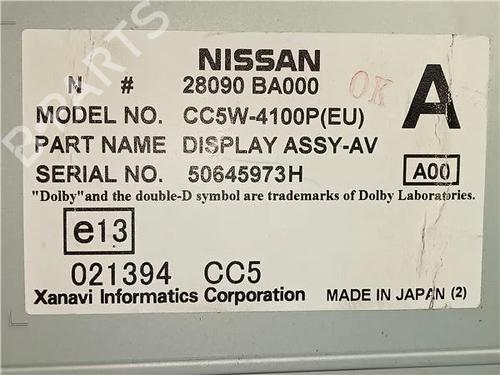 B-PARTS
NISSAN
N # 28090 BA000
OK
A
MODEL NO. CC5W-4100P(EU)
PART NAME DISPLAY ASSY-AV
SERIAL NO. 50645973H
A00
"Dolby"and the double-D symbol are trademarks of Dolby Laboratories.
e13
021394 CC5
Xanavi Informatics Corporation MADE IN JAPAN (2)